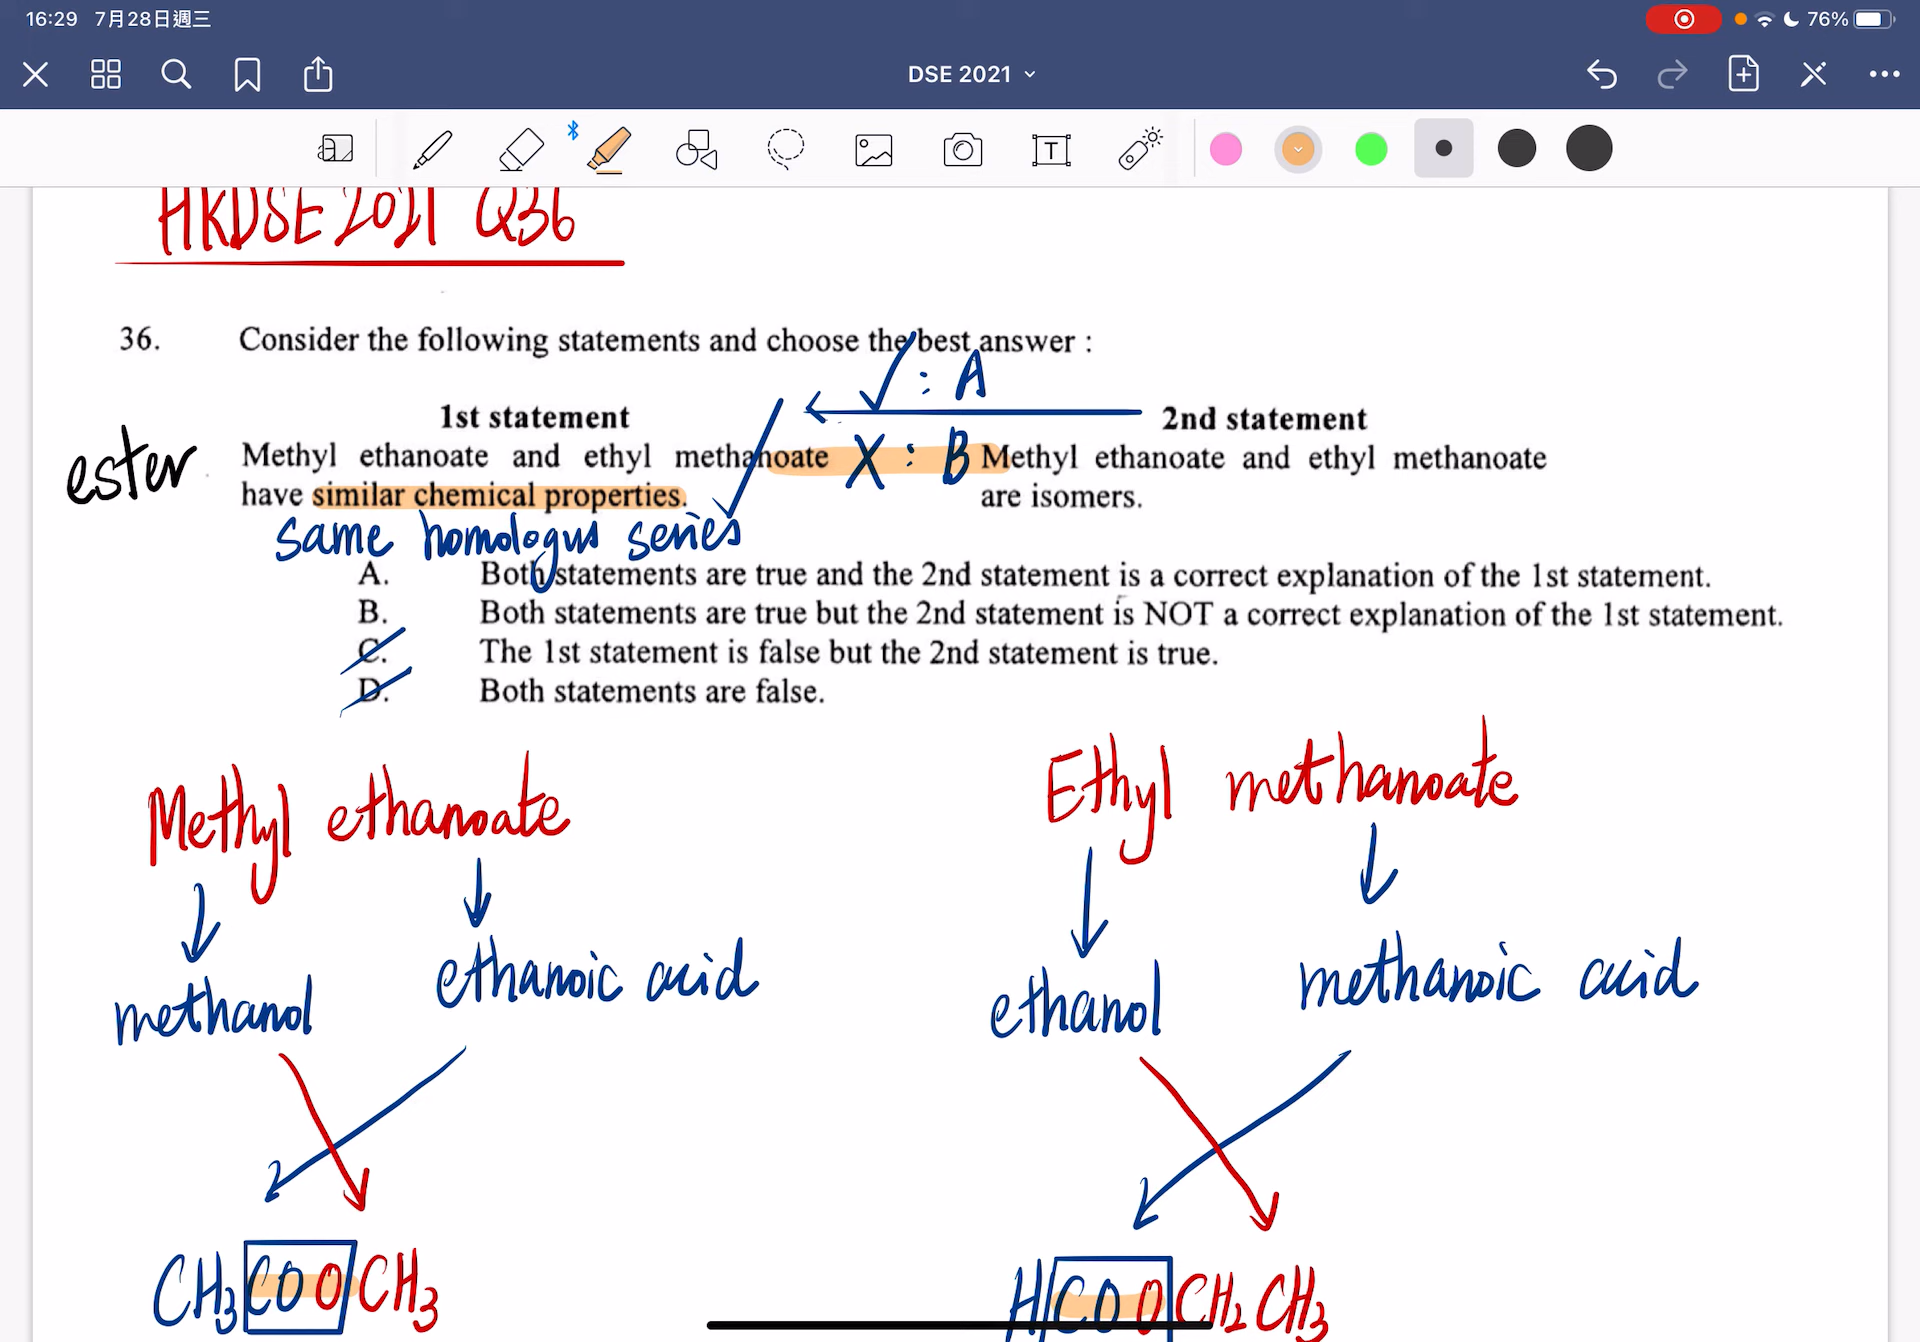 16:29 7月28日週三 76%
DSE 2021
HKDSE 2021 Q36
36. Consider the following statements and choose the best answer :
✓ : A
1st statement 2nd statement
ester
Methyl ethanoate and ethyl methanoate X : B Methyl ethanoate and ethyl methanoate
have similar chemical properties. are isomers.
same homologus series
A. Both statements are true and the 2nd statement is a correct explanation of the 1st statement.
B. Both statements are true but the 2nd statement is NOT a correct explanation of the 1st statement.
C. The 1st statement is false but the 2nd statement is true.
D. Both statements are false.
Methyl ethanoate Ethyl methanoate
methanol ethanoic acid ethanol methanoic acid
CH₃COOCH₃ HCOOCH₂CH₃